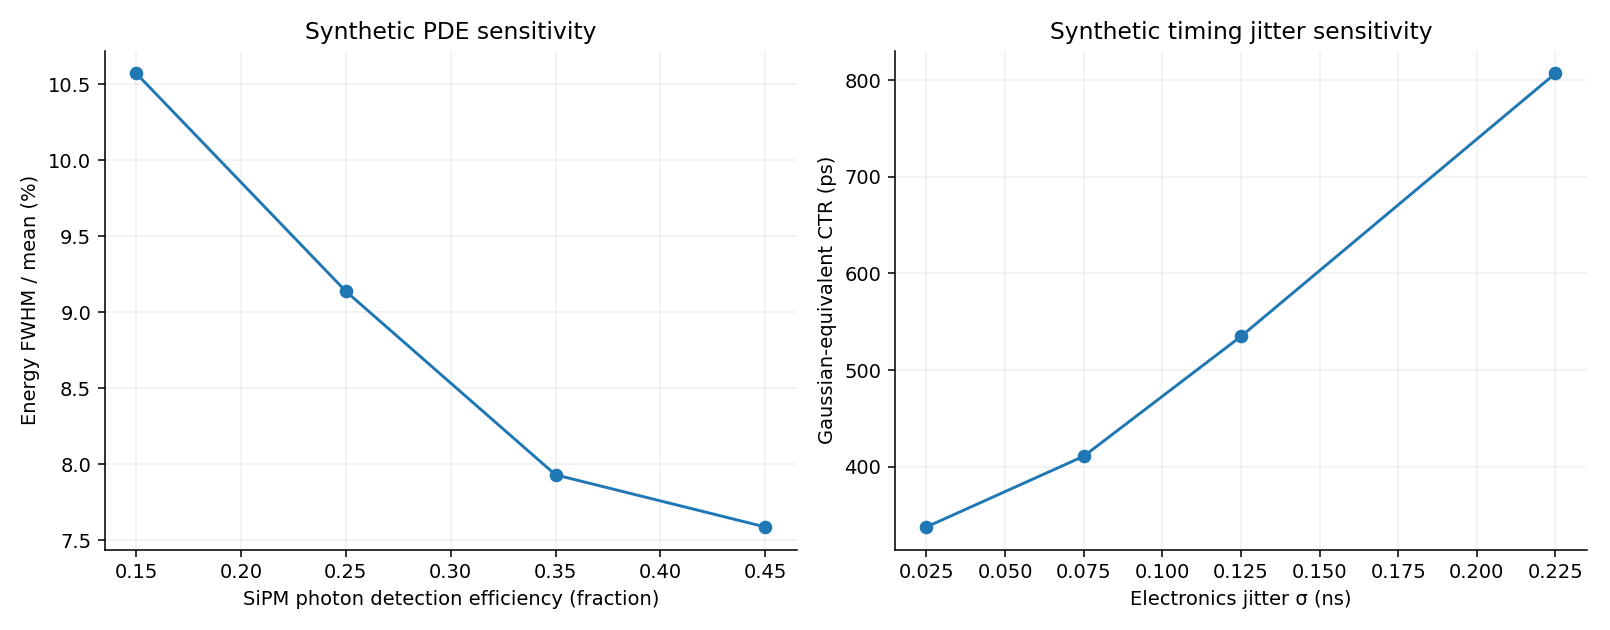 Synthetic PDE sensitivity
Energy FWHM / mean (%)
10.5
10.0
9.5
9.0
8.5
8.0
7.5
0.15 0.20 0.25 0.30 0.35 0.40 0.45
SiPM photon detection efficiency (fraction)
Synthetic timing jitter sensitivity
Gaussian-equivalent CTR (ps)
800
700
600
500
400
0.025 0.050 0.075 0.100 0.125 0.150 0.175 0.200 0.225
Electronics jitter σ (ns)